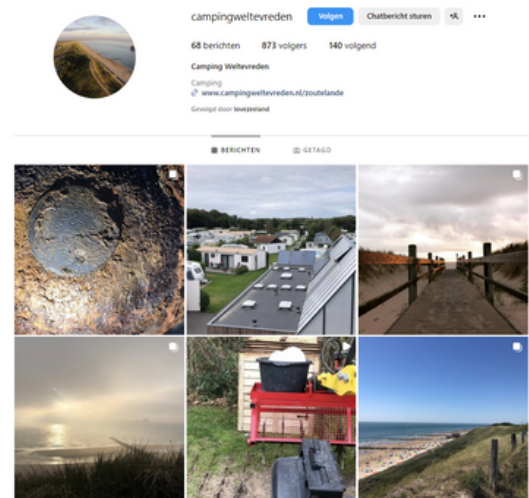 campingweltevreden Volgen Chatbericht sturen
68 berichten 873 volgers 140 volgend
Camping Weltevreden
Camping
www.campingweltevreden.nl/zoutelande
Gevolgd door lovezeeland
BERICHTEN GETAGD